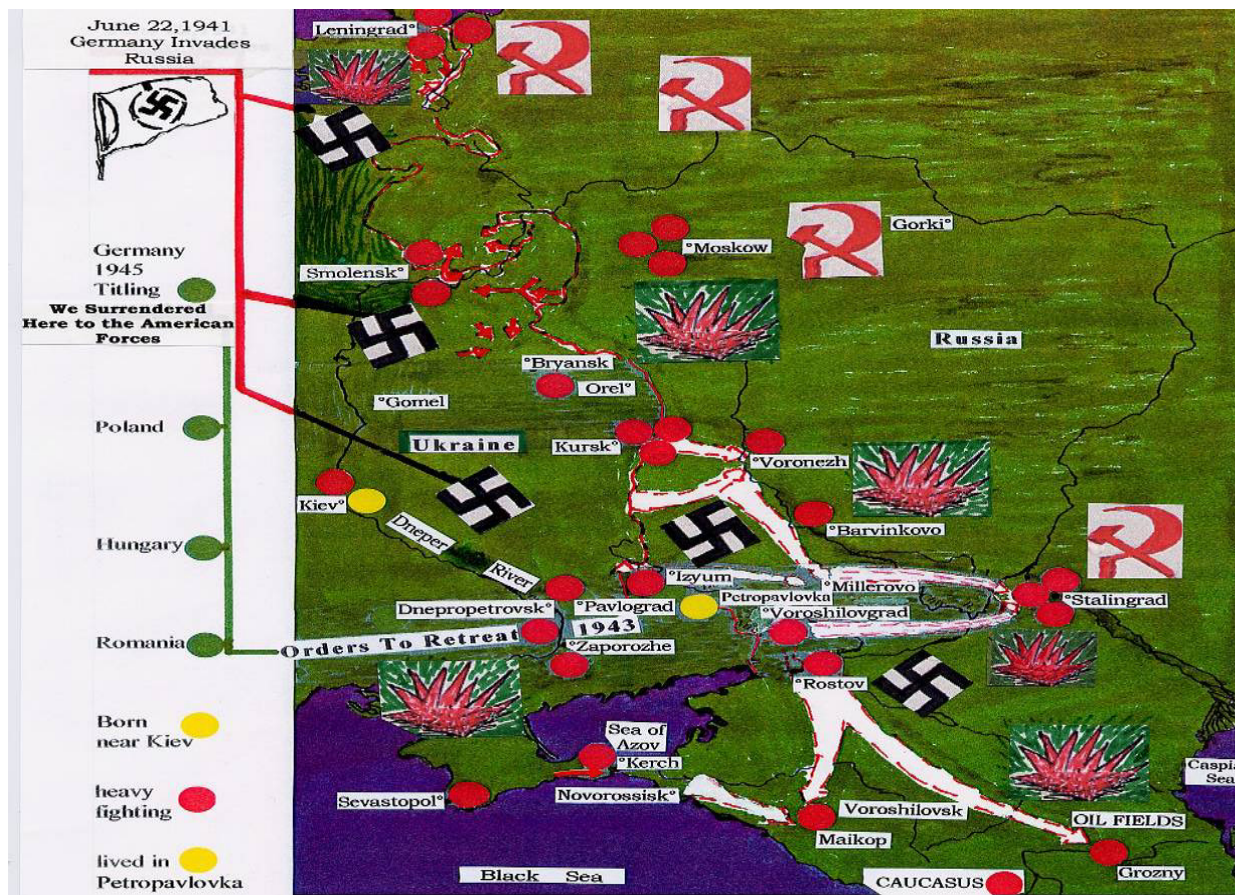 June 22,1941
Germany Invades
Russia
Germany
1945
Titling
We Surrendered
Here to the American
Forces
Poland
Hungary
Romania
Born
near Kiev
heavy
fighting
lived in
Petropavlovka
Leningrad°
°Moskow
Gorki°
Smolensk°
Russia
°Bryansk
Orel°
°Gomel
Ukraine
Kursk°
°Voronezh
Kiev°
°Barvinkovo
Dneper
River
°Izyum
°Millerovo
Petropavlovka
°Stalingrad
Dnepropetrovsk°
°Pavlograd
°Voroshilovgrad
Orders To Retreat
1943
°Zaporozhe
°Rostov
Sea of
Azov
°Kerch
Caspia
Sea
Sevastopol°
Novorossisk°
Voroshilovsk
OIL FIELDS
Maikop
Grozny
Black Sea
CAUCASUS